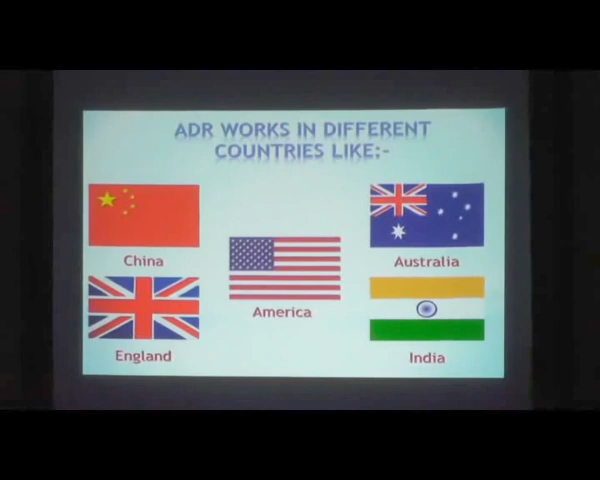 ADR WORKS IN DIFFERENT
COUNTRIES LIKE:-
China
Australia
America
England
India